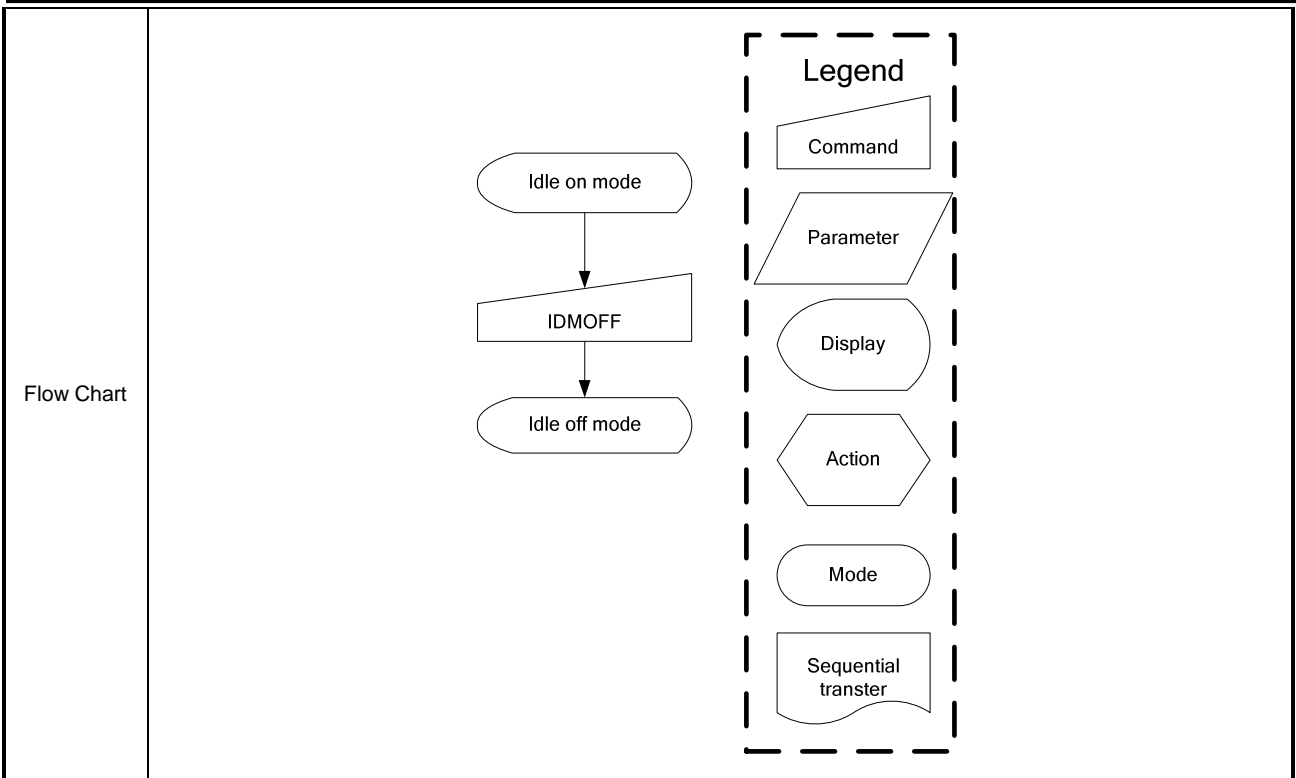 Flow Chart
Idle on mode
IDMOFF
Idle off mode
Legend
Command
Parameter
Display
Action
Mode
Sequential
transter